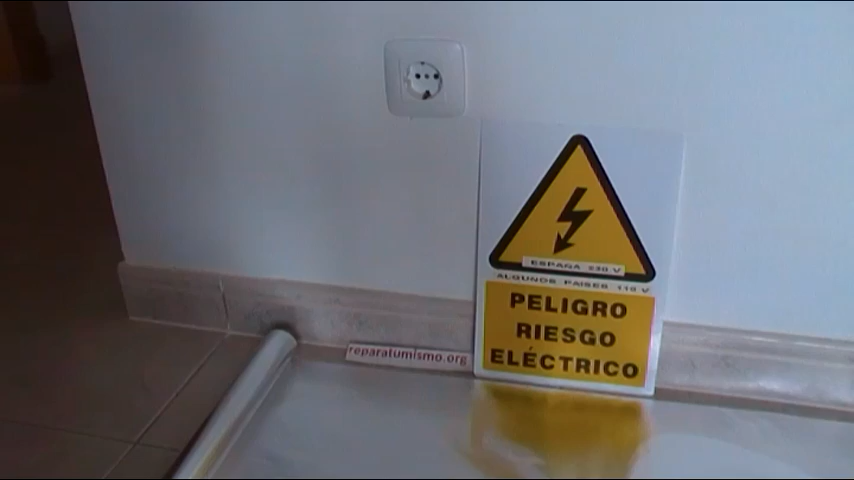 ESPAÑA 230 V
ALGUNOS PAISES 110 V
PELIGRO
RIESGO
ELÉCTRICO
reparatumismo.org